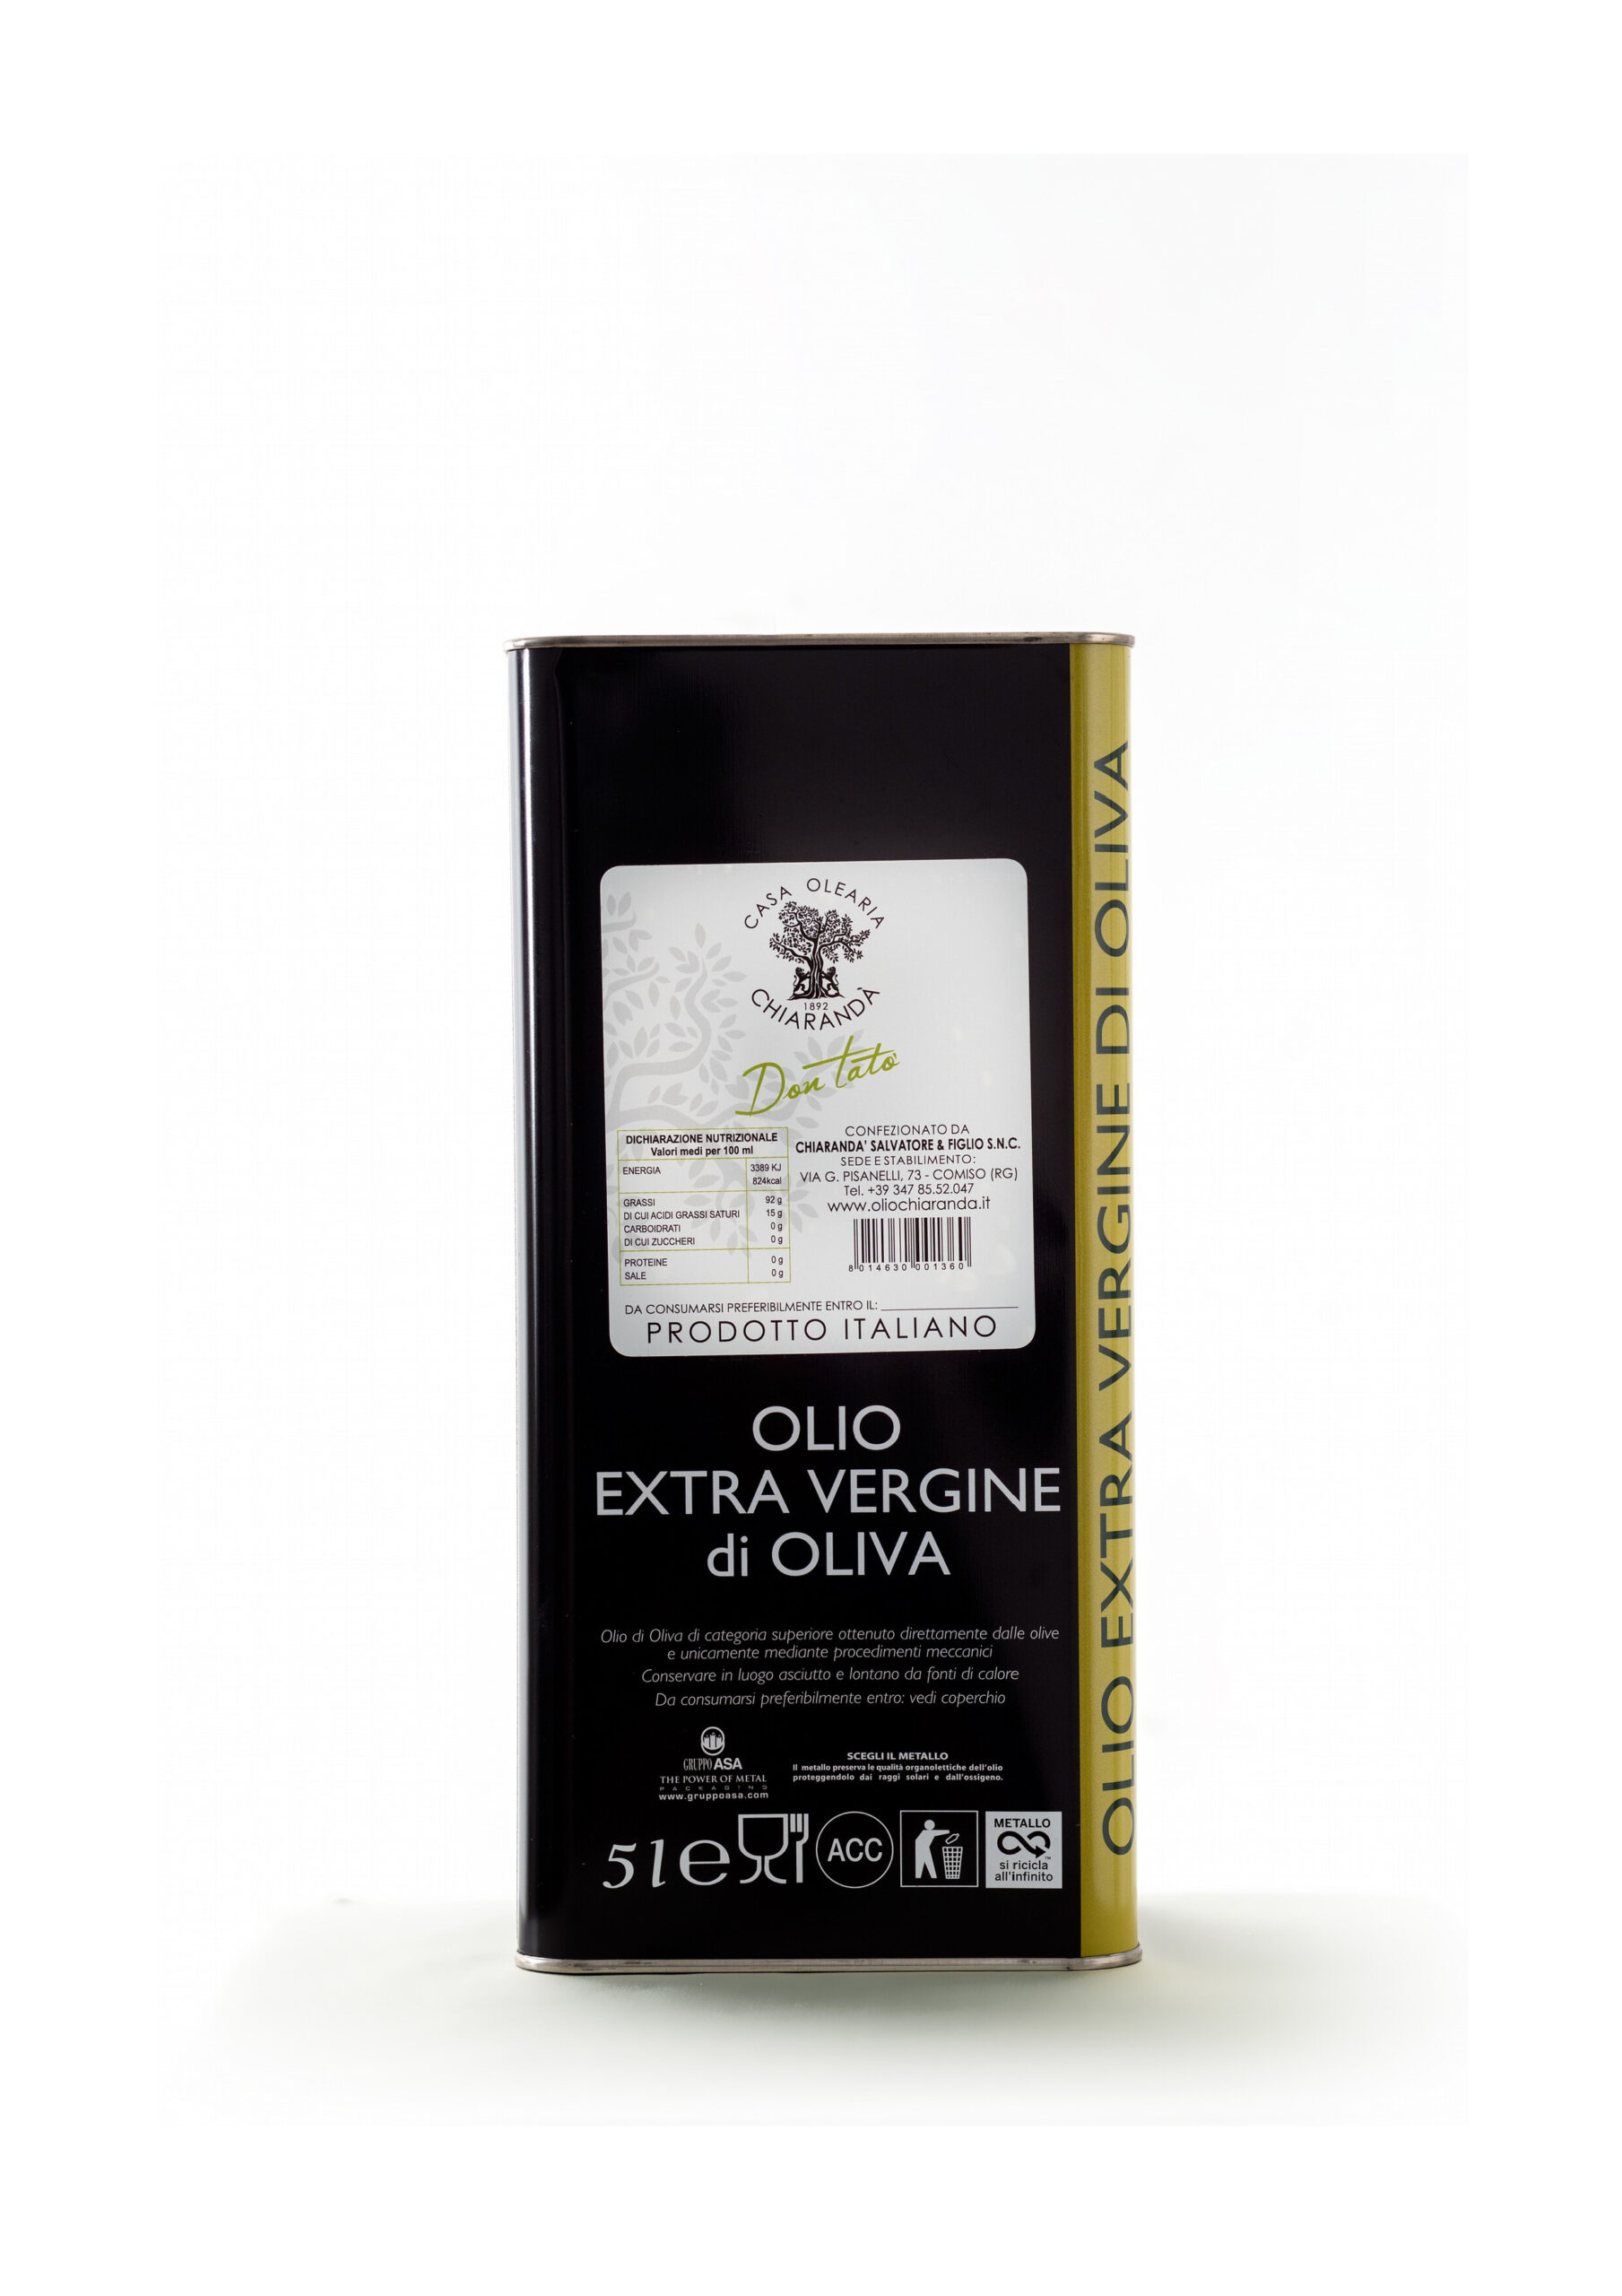 CASA OLEARIA
1892
CHIARANDÀ
Don Tatò
DICHIARAZIONE NUTRIZIONALE
Valori medi per 100 ml
ENERGIA 3389 KJ
824kcal
GRASSI 92 g
DI CUI ACIDI GRASSI SATURI 15 g
CARBOIDRATI 0 g
DI CUI ZUCCHERI 0 g
PROTEINE 0 g
SALE 0 g
CONFEZIONATO DA
CHIARANDA' SALVATORE & FIGLIO S.N.C.
SEDE E STABILIMENTO:
VIA G. PISANELLI, 73 - COMISO (RG)
Tel. +39 347 85.52.047
www.oliochiaranda.it
8 014630 001360
DA CONSUMARSI PREFERIBILMENTE ENTRO IL:
PRODOTTO ITALIANO
OLIO
EXTRA VERGINE
di OLIVA
Olio di Oliva di categoria superiore ottenuto direttamente dalle olive
e unicamente mediante procedimenti meccanici
Conservare in luogo asciutto e lontano da fonti di calore
Da consumarsi preferibilmente entro: vedi coperchio
GRUPPO ASA
THE POWER OF METAL
PACKAGING
www.gruppoasa.com
SCEGLI IL METALLO
Il metallo preserva le qualità organolettiche dell'olio
proteggendolo dai raggi solari e dall'ossigeno.
5 l e
ACC
METALLO
si ricicla
all'infinito
OLIO EXTRA VERGINE DI OLIVA